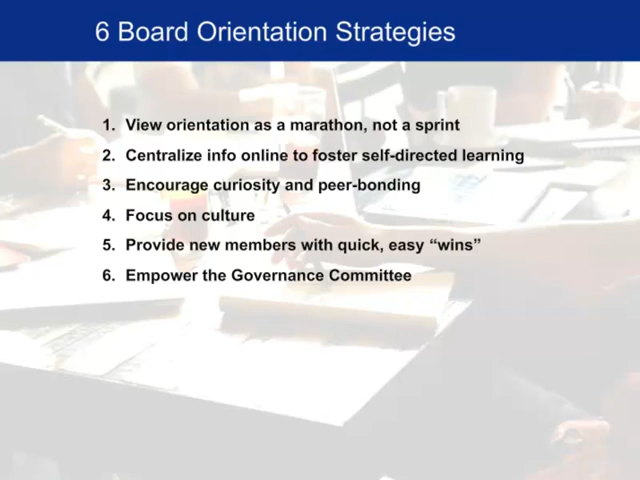 6 Board Orientation Strategies
1. View orientation as a marathon, not a sprint
2. Centralize info online to foster self-directed learning
3. Encourage curiosity and peer-bonding
4. Focus on culture
5. Provide new members with quick, easy “wins”
6. Empower the Governance Committee